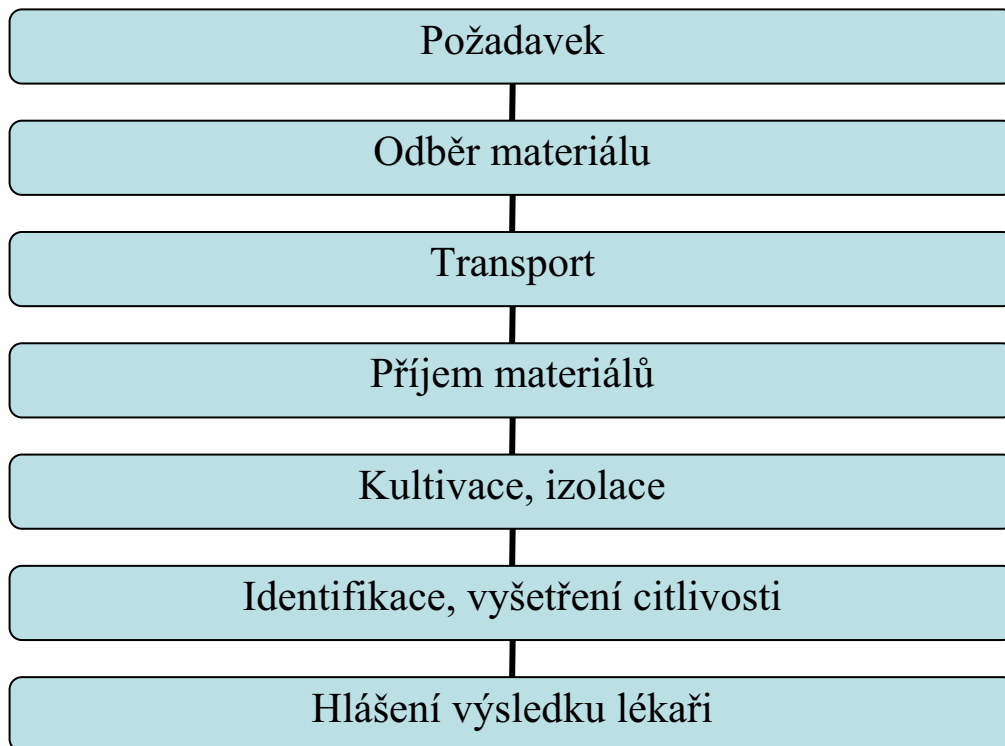 Požadavek
Odběr materiálu
Transport
Příjem materiálů
Kultivace, izolace
Identifikace, vyšetření citlivosti
Hlášení výsledku lékaři